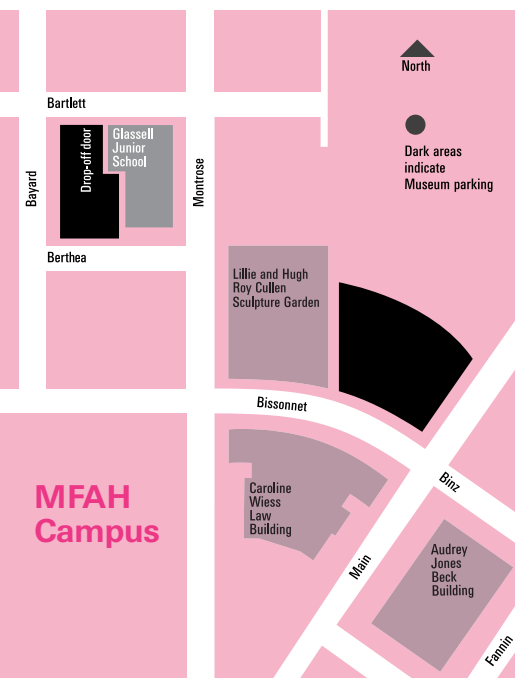 North
Dark areas
indicate
Museum parking
Bartlett
Bayard
Drop-off door
Glassell
Junior
School
Montrose
Berthea
Lillie and Hugh
Roy Cullen
Sculpture Garden
Bissonnet
Binz
MFAH
Campus
Caroline
Wiess
Law
Building
Main
Audrey
Jones
Beck
Building
Fannin